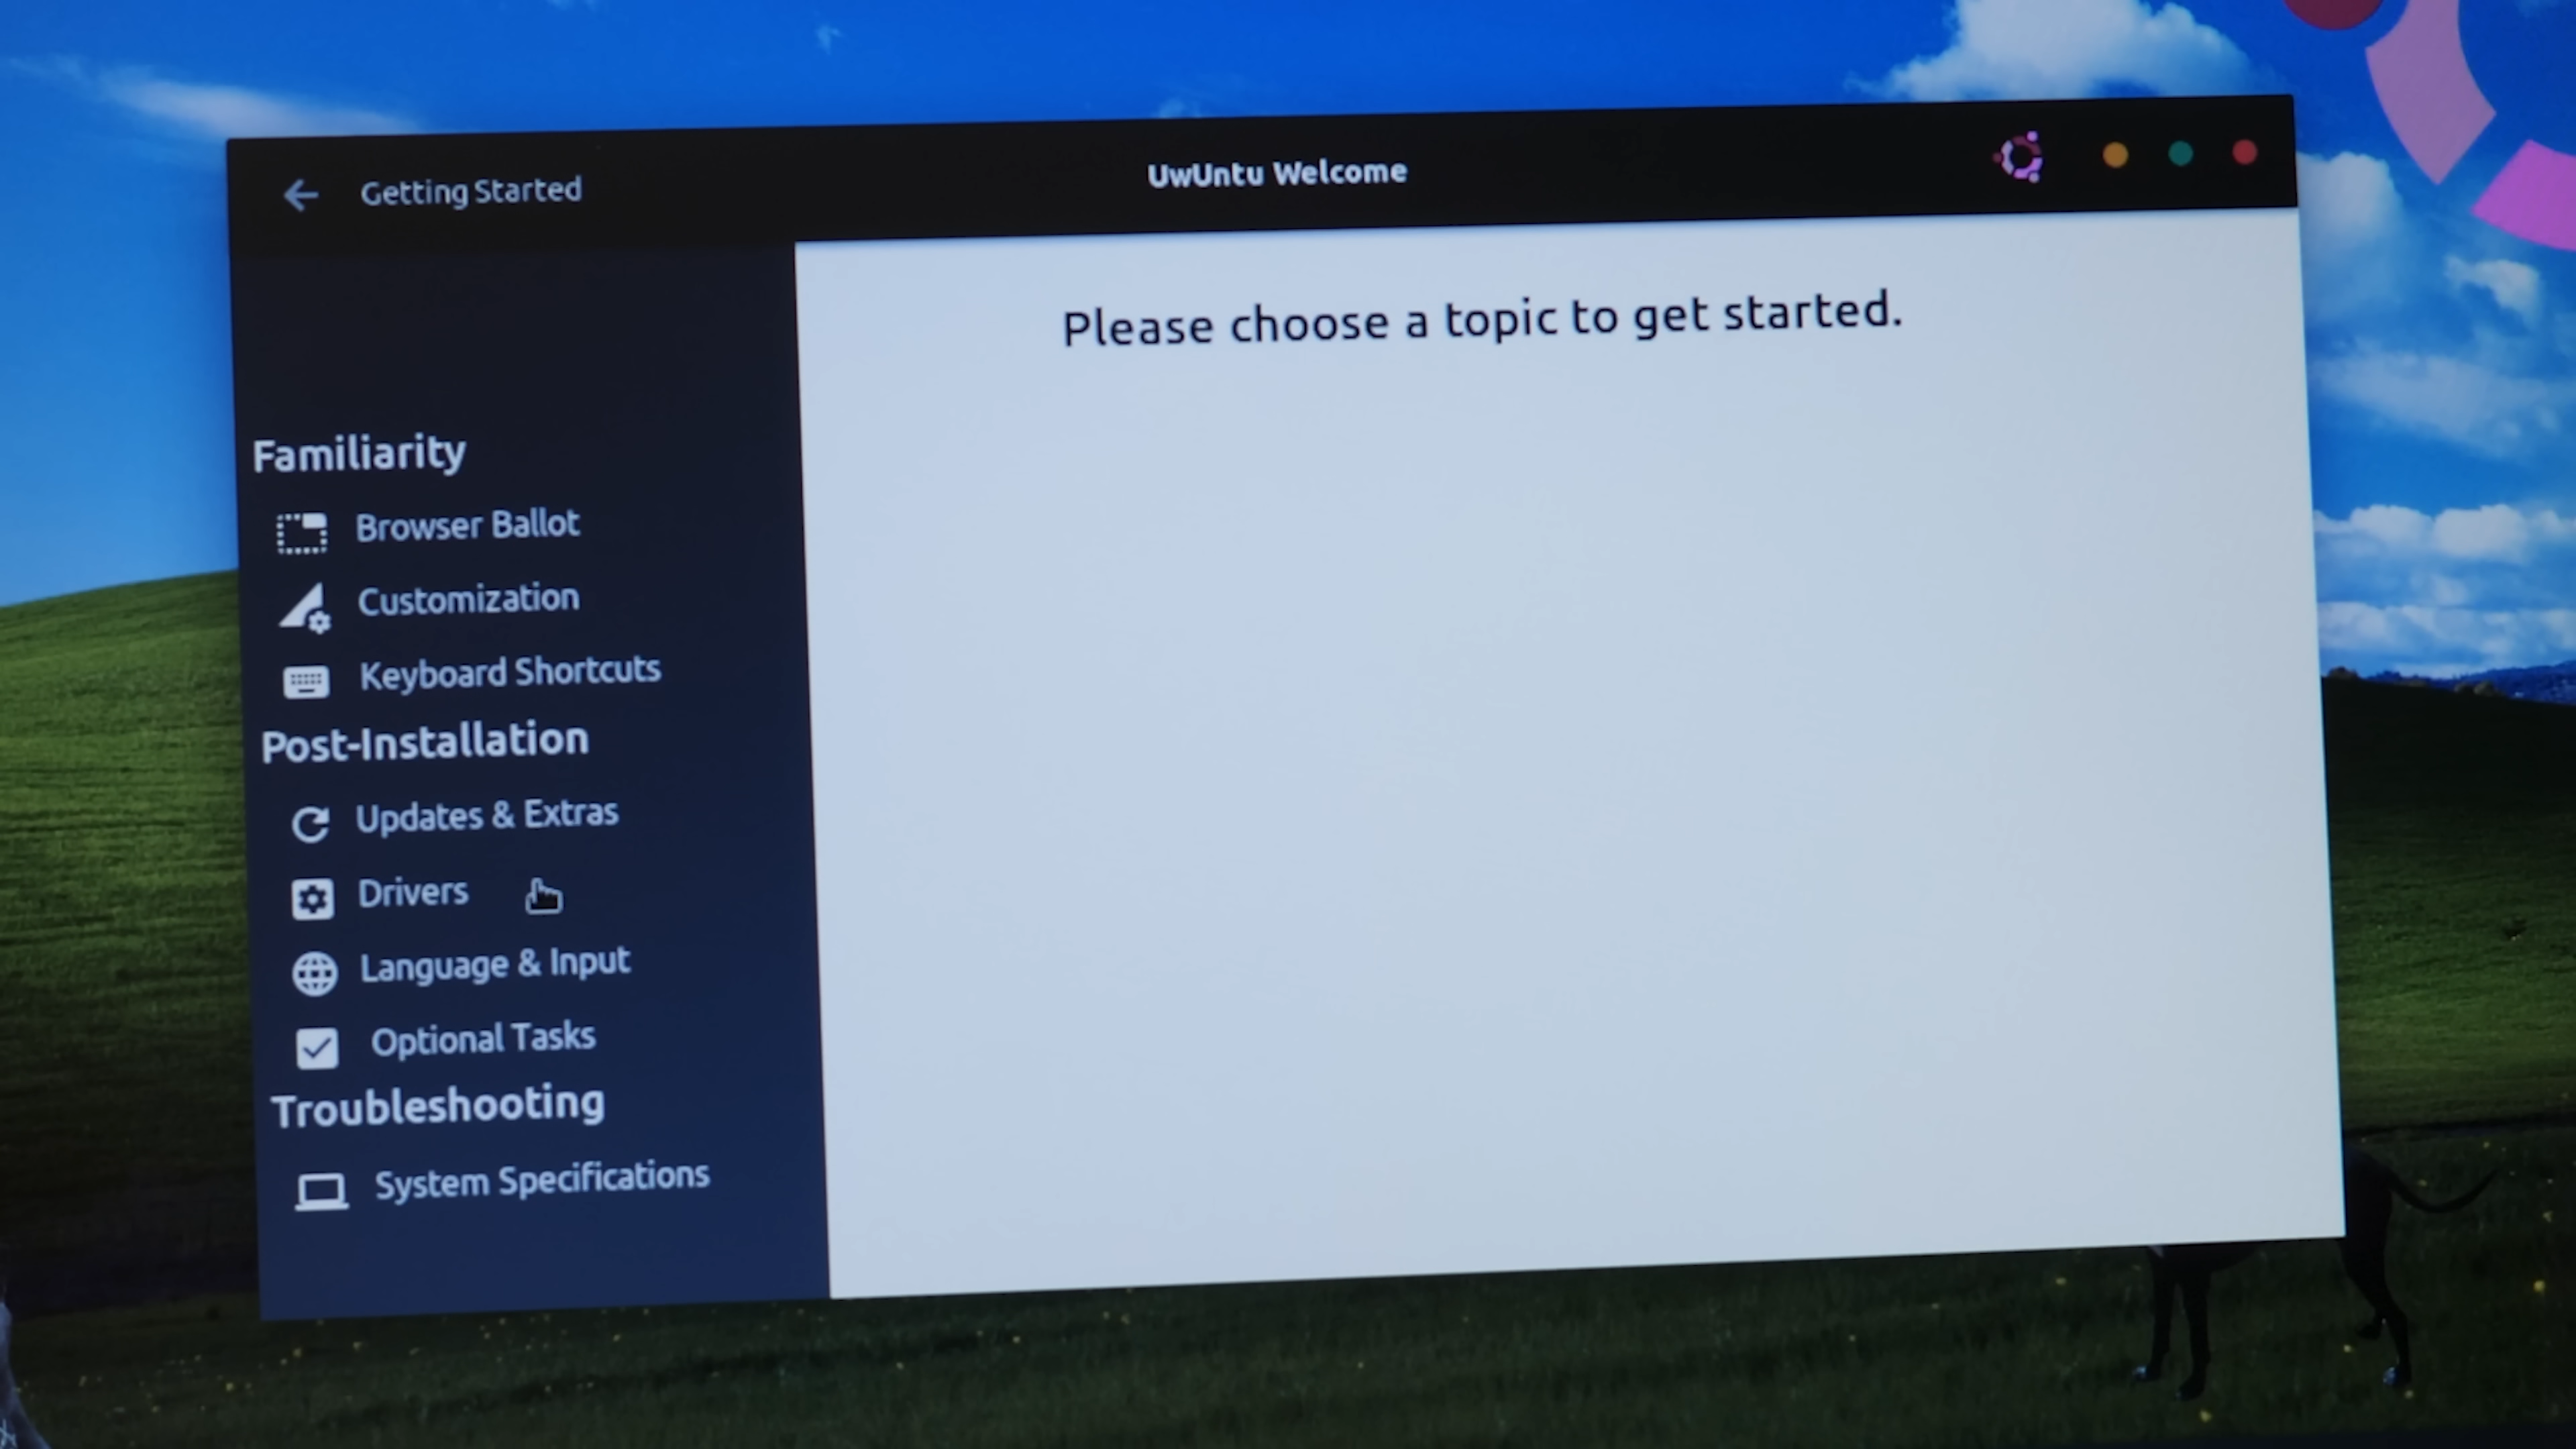 Getting Started
UwUntu Welcome
Please choose a topic to get started.
Familiarity
Browser Ballot
Customization
Keyboard Shortcuts
Post-Installation
Updates & Extras
Drivers
Language & Input
Optional Tasks
Troubleshooting
System Specifications